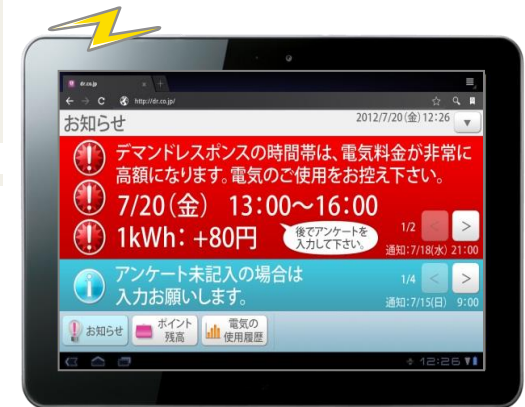 dr.co.jp
http://dr.co.jp/
お知らせ
2012/7/20(金)12:26
デマンドレスポンスの時間帯は、電気料金が非常に
高額になります。電気のご使用をお控え下さい。
7/20(金) 13:00~16:00
1kWh: +80円
後でアンケートを
入力して下さい。
1/2
< >
通知:7/18(水) 21:00
アンケート未記入の場合は
入力お願いします。
1/4
< >
通知:7/15(日) 9:00
お知らせ
ポイント
残高
電気の
使用履歴
12:26